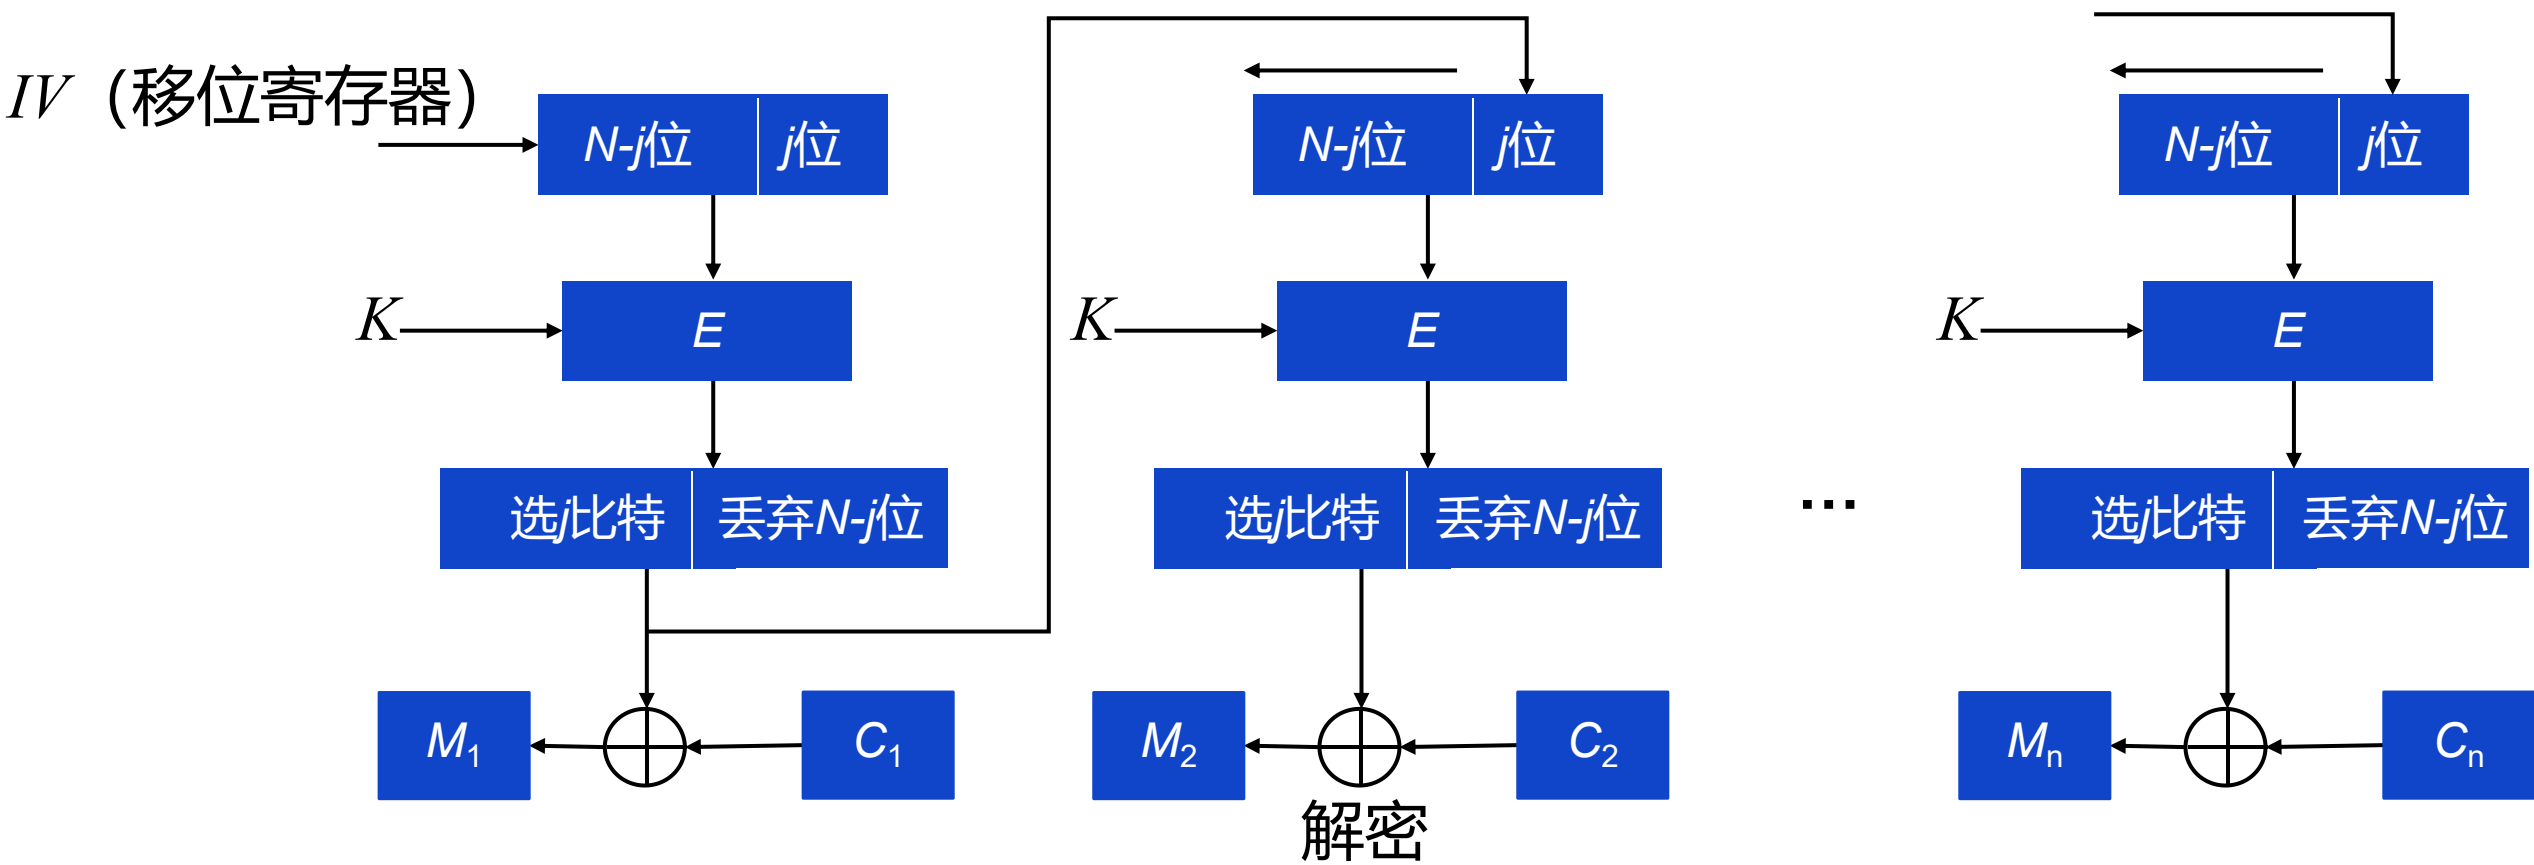 IV（移位寄存器）
N-j位 j位 N-j位 j位 N-j位 j位
K E K E K E
选j比特 丢弃N-j位 选j比特 丢弃N-j位 … 选j比特 丢弃N-j位
M1 C1 M2 C2 Mn Cn
解密